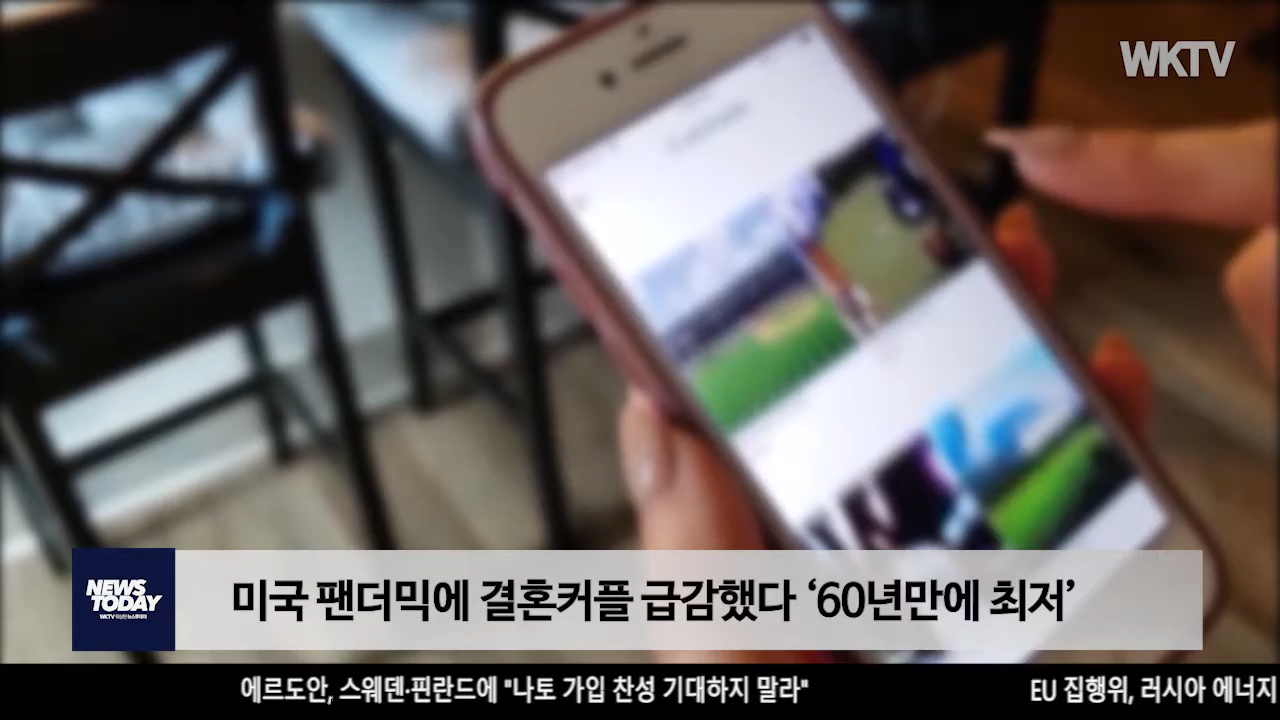 WKTV
NEWS
TODAY
미국 팬더믹에 결혼커플 급감했다 ‘60년만에 최저’
에르도안, 스웨덴·핀란드에 "나토 가입 찬성 기대하지 말라"
EU 집행위, 러시아 에너지